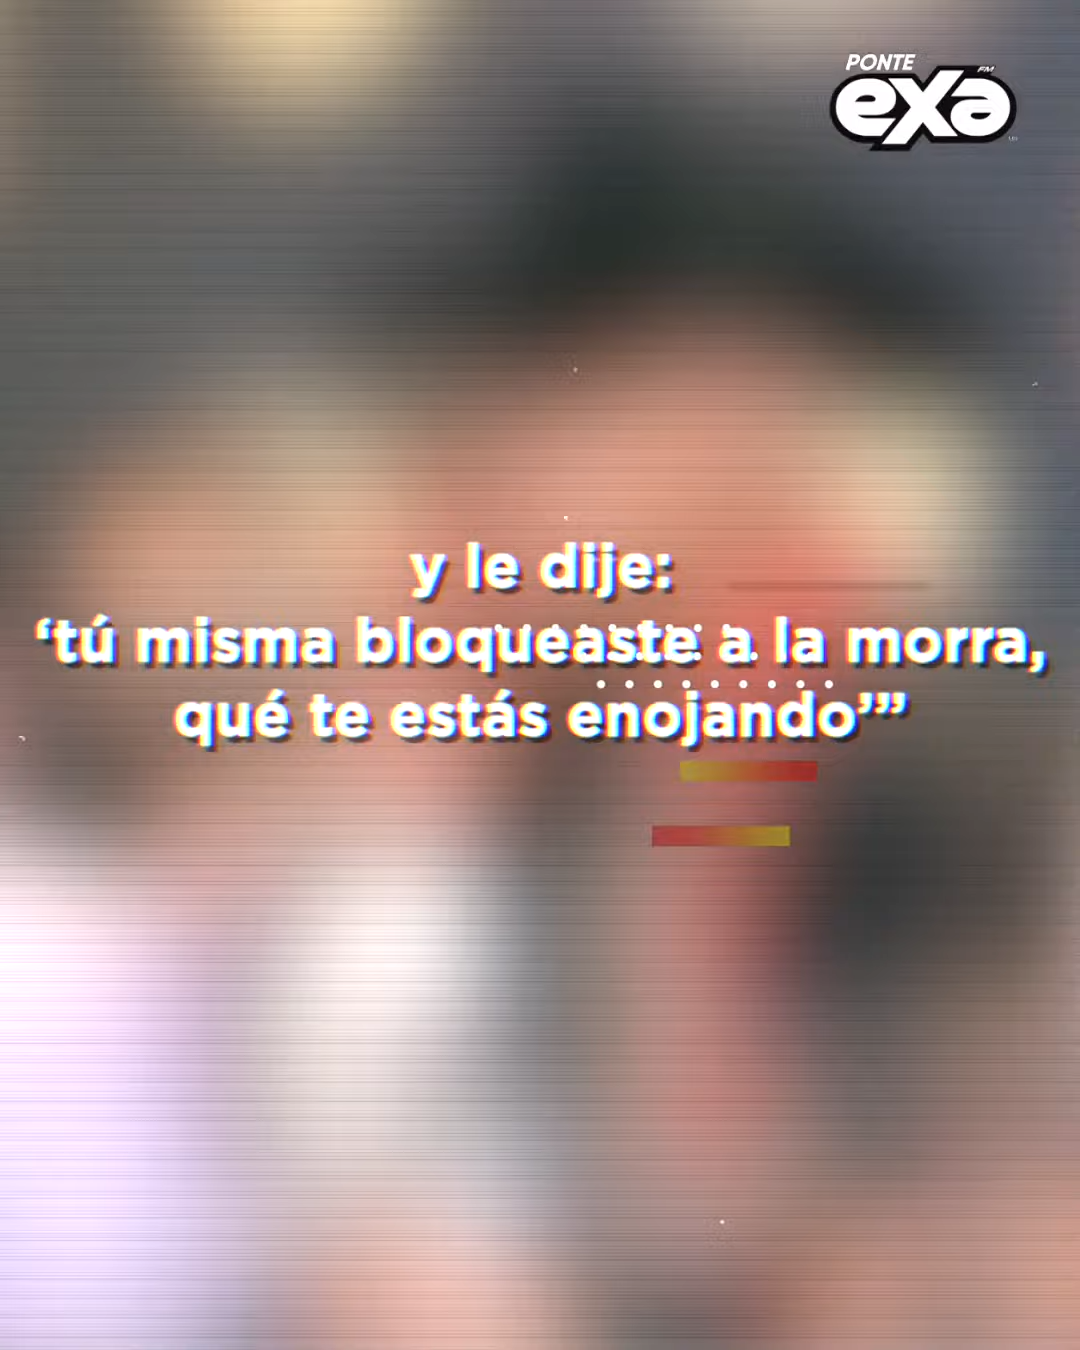 PONTE
exa FM
y le dije:
‘tú misma bloqueaste a la morra,
qué te estás enojando’”